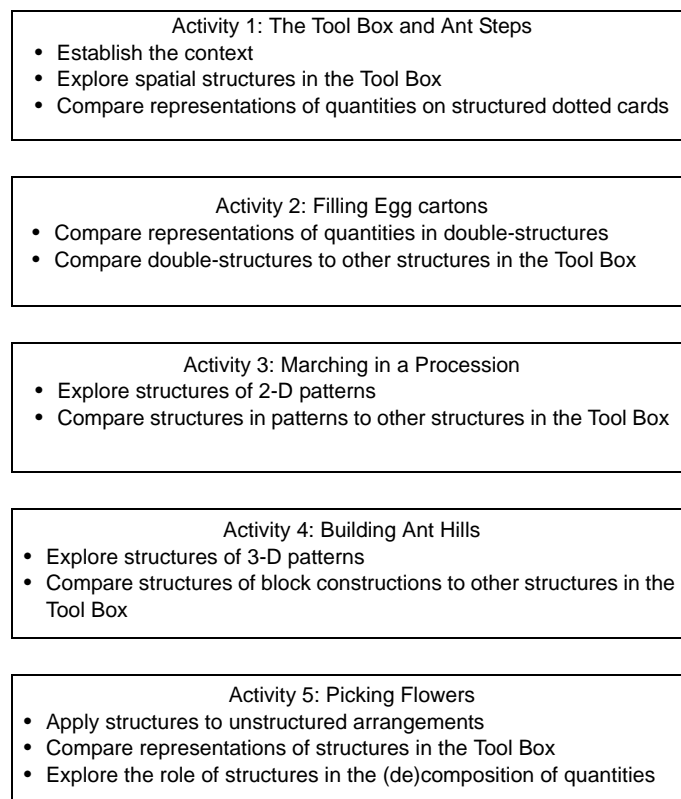 Activity 1: The Tool Box and Ant Steps
• Establish the context
• Explore spatial structures in the Tool Box
• Compare representations of quantities on structured dotted cards
Activity 2: Filling Egg cartons
• Compare representations of quantities in double-structures
• Compare double-structures to other structures in the Tool Box
Activity 3: Marching in a Procession
• Explore structures of 2-D patterns
• Compare structures in patterns to other structures in the Tool Box
Activity 4: Building Ant Hills
• Explore structures of 3-D patterns
• Compare structures of block constructions to other structures in the
Tool Box
Activity 5: Picking Flowers
• Apply structures to unstructured arrangements
• Compare representations of structures in the Tool Box
• Explore the role of structures in the (de)composition of quantities